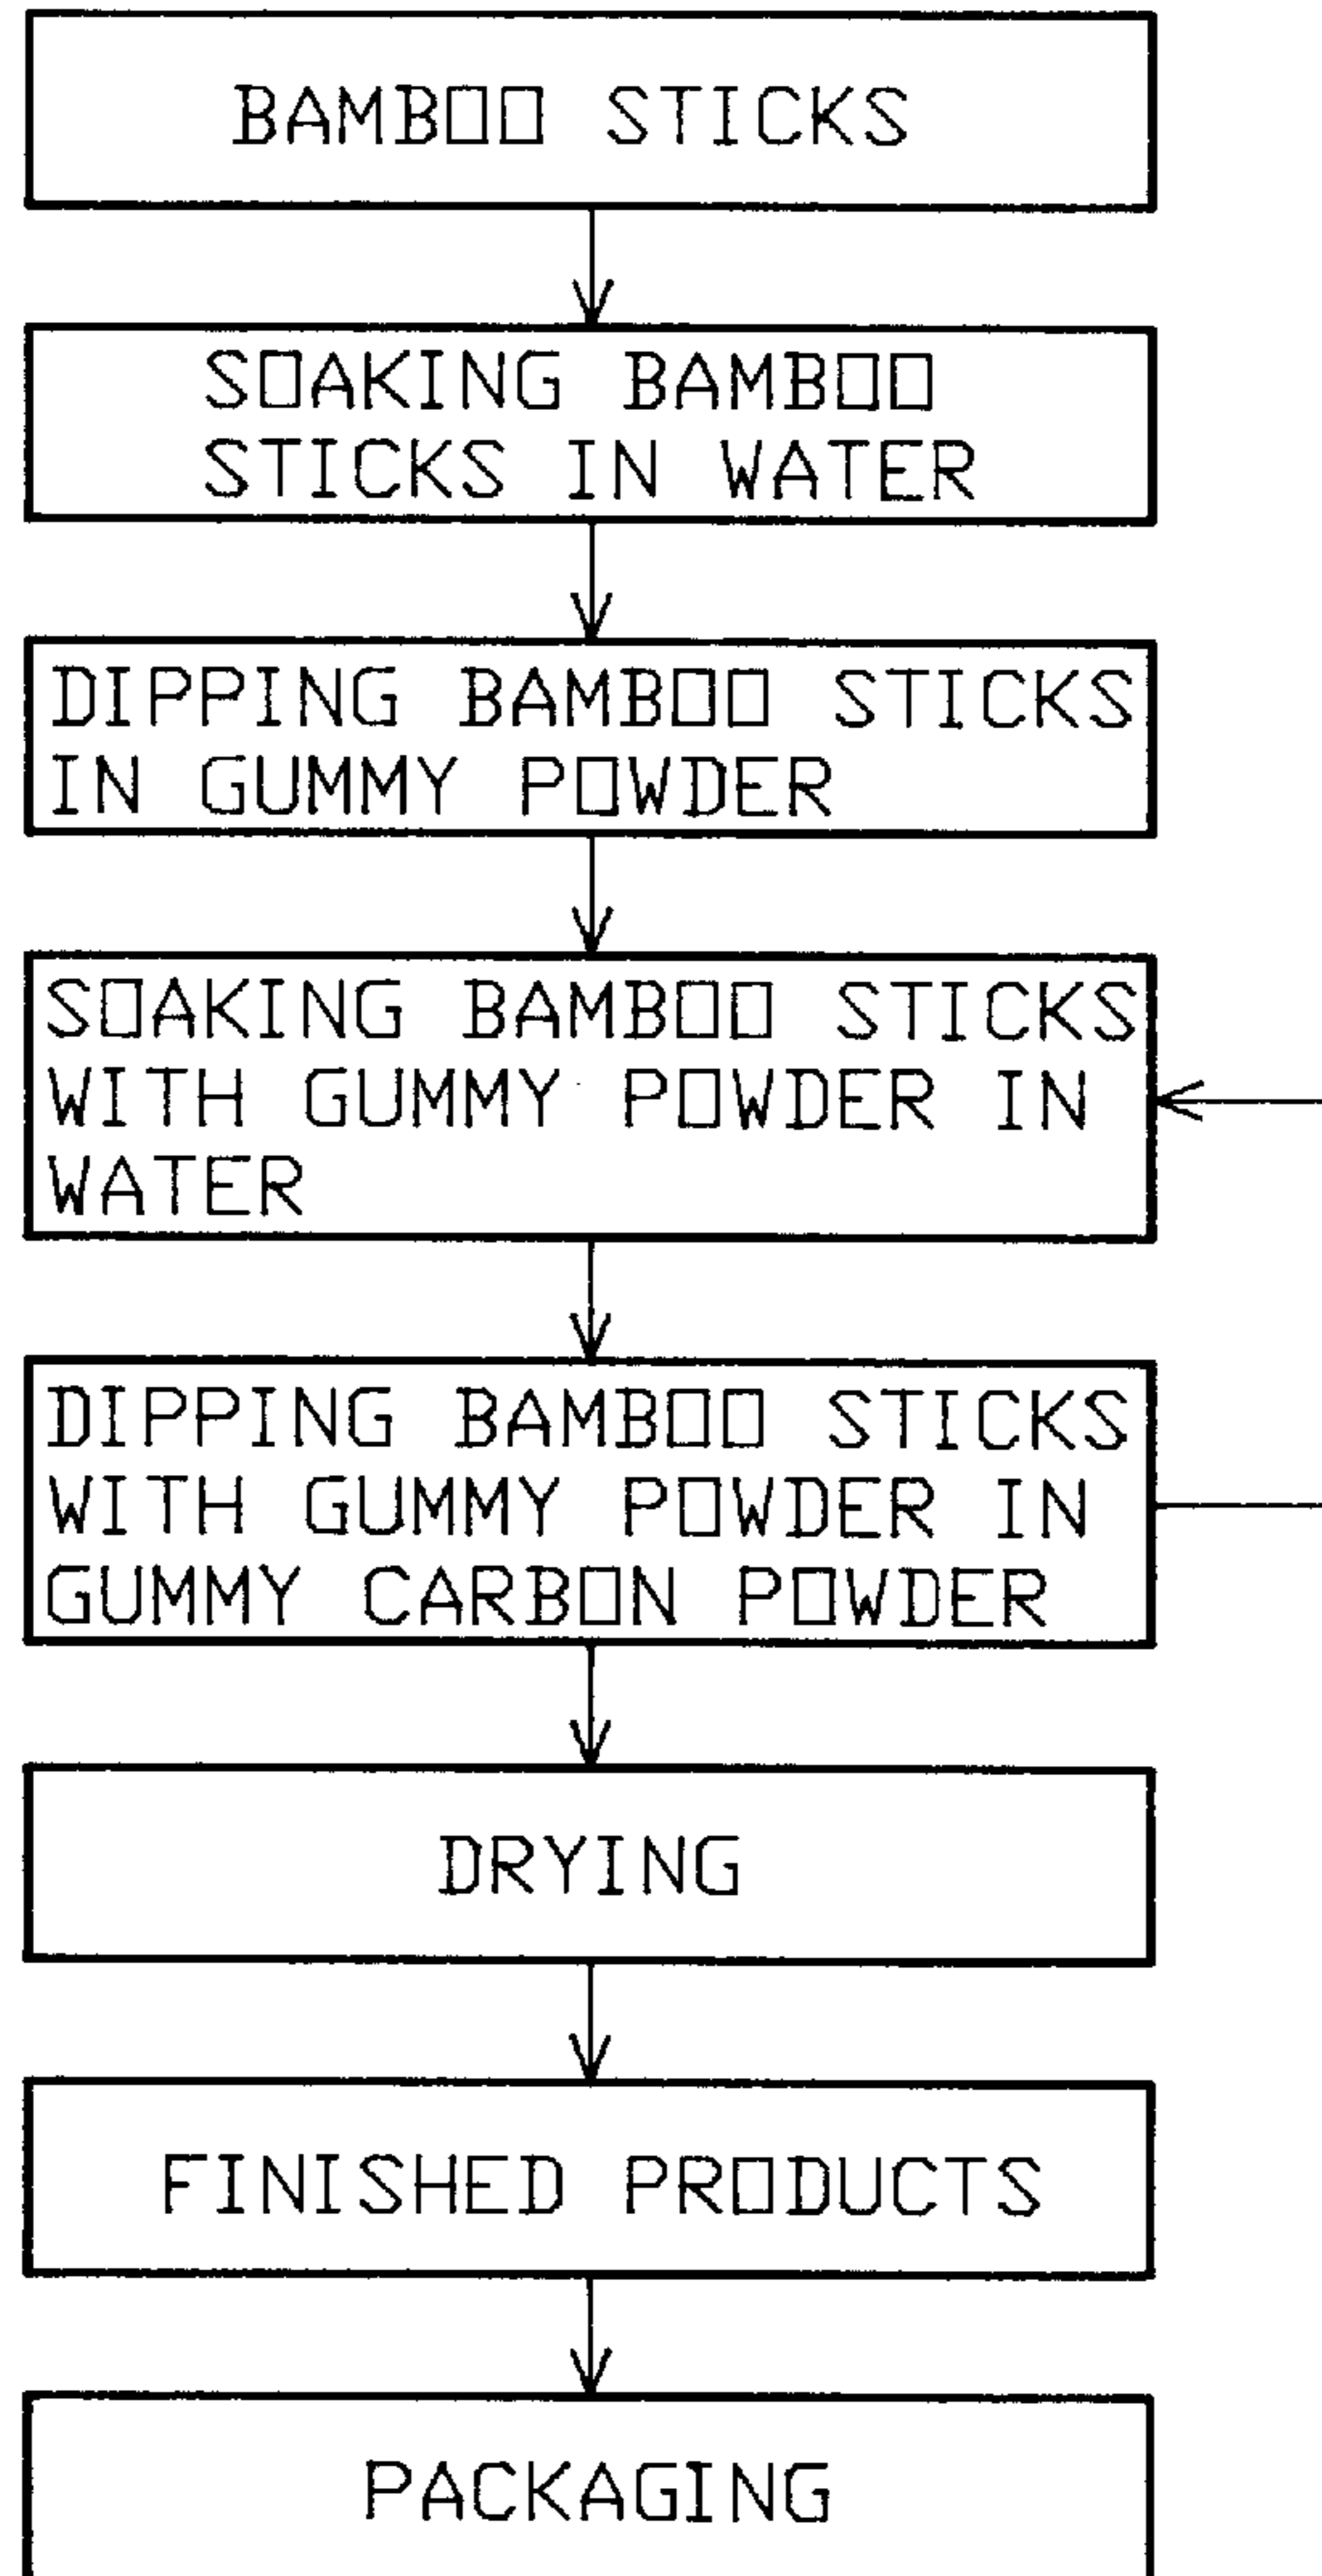 BAMBOO STICKS
SOAKING BAMBOO
STICKS IN WATER
DIPPING BAMBOO STICKS
IN GUMMY POWDER
SOAKING BAMBOO STICKS
WITH GUMMY POWDER IN
WATER
DIPPING BAMBOO STICKS
WITH GUMMY POWDER IN
GUMMY CARBON POWDER
DRYING
FINISHED PRODUCTS
PACKAGING